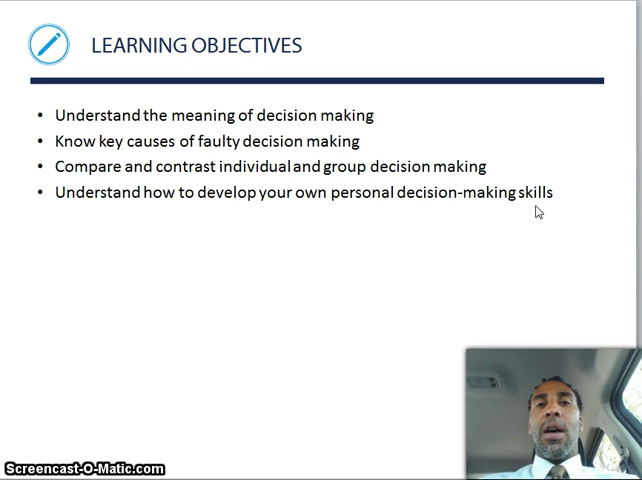 LEARNING OBJECTIVES
• Understand the meaning of decision making
• Know key causes of faulty decision making
• Compare and contrast individual and group decision making
• Understand how to develop your own personal decision-making skills
Screencast-O-Matic.com